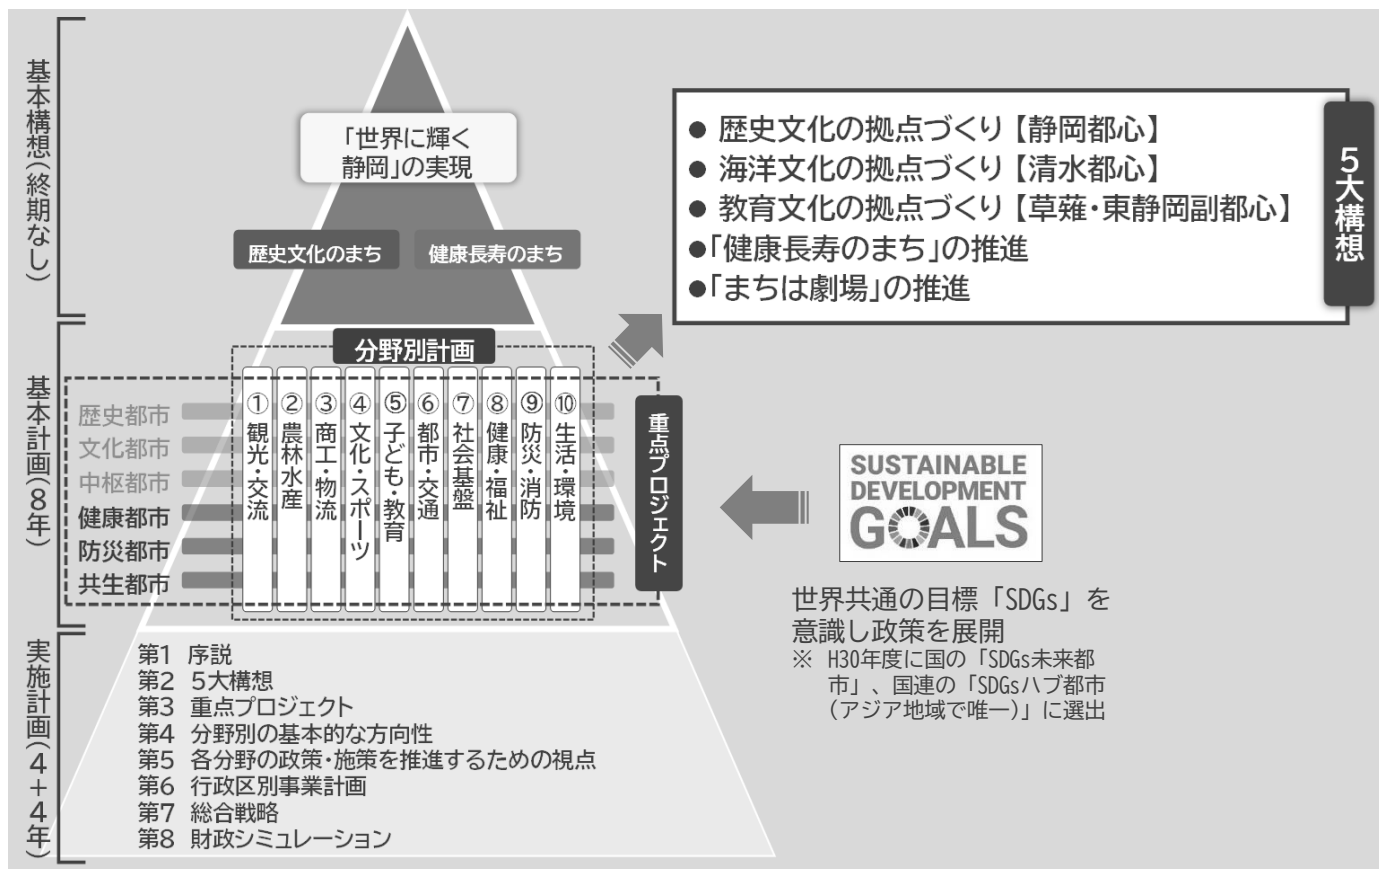 基本構想(終期なし)
「世界に輝く
静岡」の実現
歴史文化のまち
健康長寿のまち
● 歴史文化の拠点づくり【静岡都心】
● 海洋文化の拠点づくり【清水都心】
● 教育文化の拠点づくり【草薙・東静岡副都心】
●「健康長寿のまち」の推進
●「まちは劇場」の推進
5大構想
基本計画(8年)
分野別計画
歴史都市
文化都市
中枢都市
健康都市
防災都市
共生都市
①観光・交流
②農林水産
③商工・物流
④文化・スポーツ
⑤子ども・教育
⑥都市・交通
⑦社会基盤
⑧健康・福祉
⑨防災・消防
⑩生活・環境
重点プロジェクト
SUSTAINABLE
DEVELOPMENT
GOALS
世界共通の目標「SDGs」を
意識し政策を展開
※ H30年度に国の「SDGs未来都
市」、国連の「SDGsハブ都市
(アジア地域で唯一)」に選出
実施計画(4+4年)
第1 序説
第2 5大構想
第3 重点プロジェクト
第4 分野別の基本的な方向性
第5 各分野の政策・施策を推進するための視点
第6 行政区別事業計画
第7 総合戦略
第8 財政シミュレーション